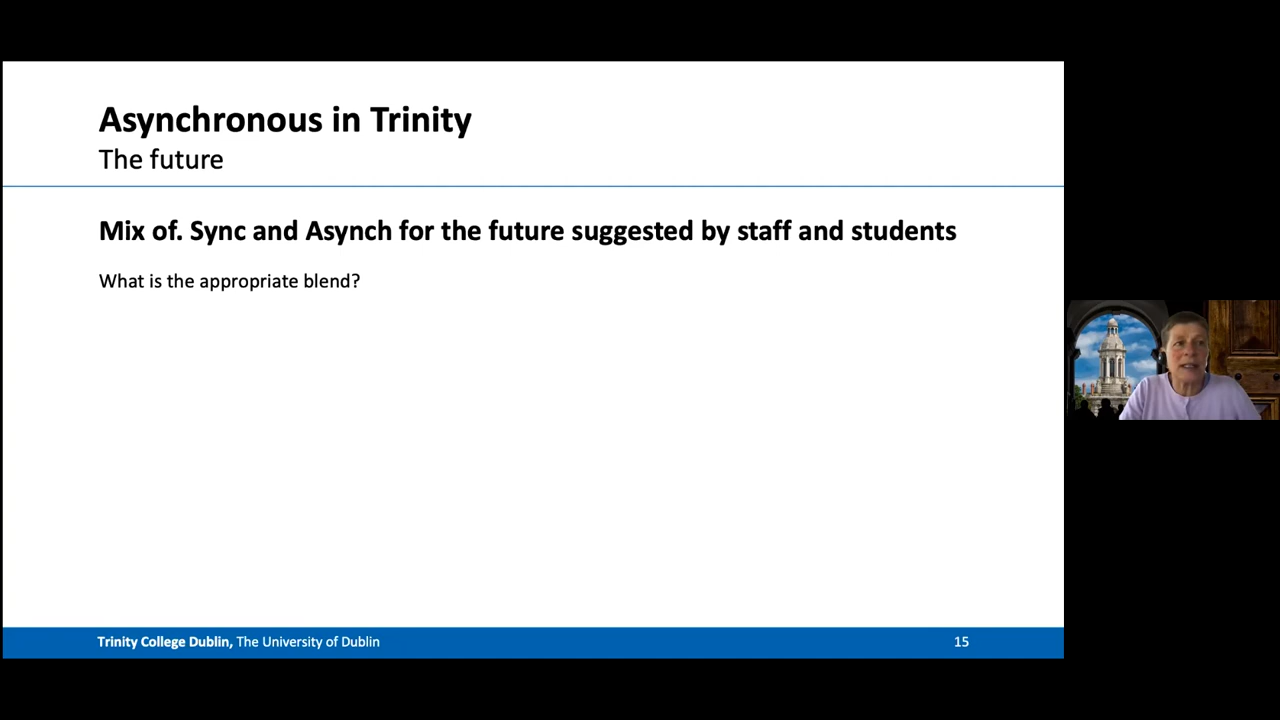 Asynchronous in Trinity
The future
Mix of. Sync and Asynch for the future suggested by staff and students
What is the appropriate blend?
Trinity College Dublin, The University of Dublin 15